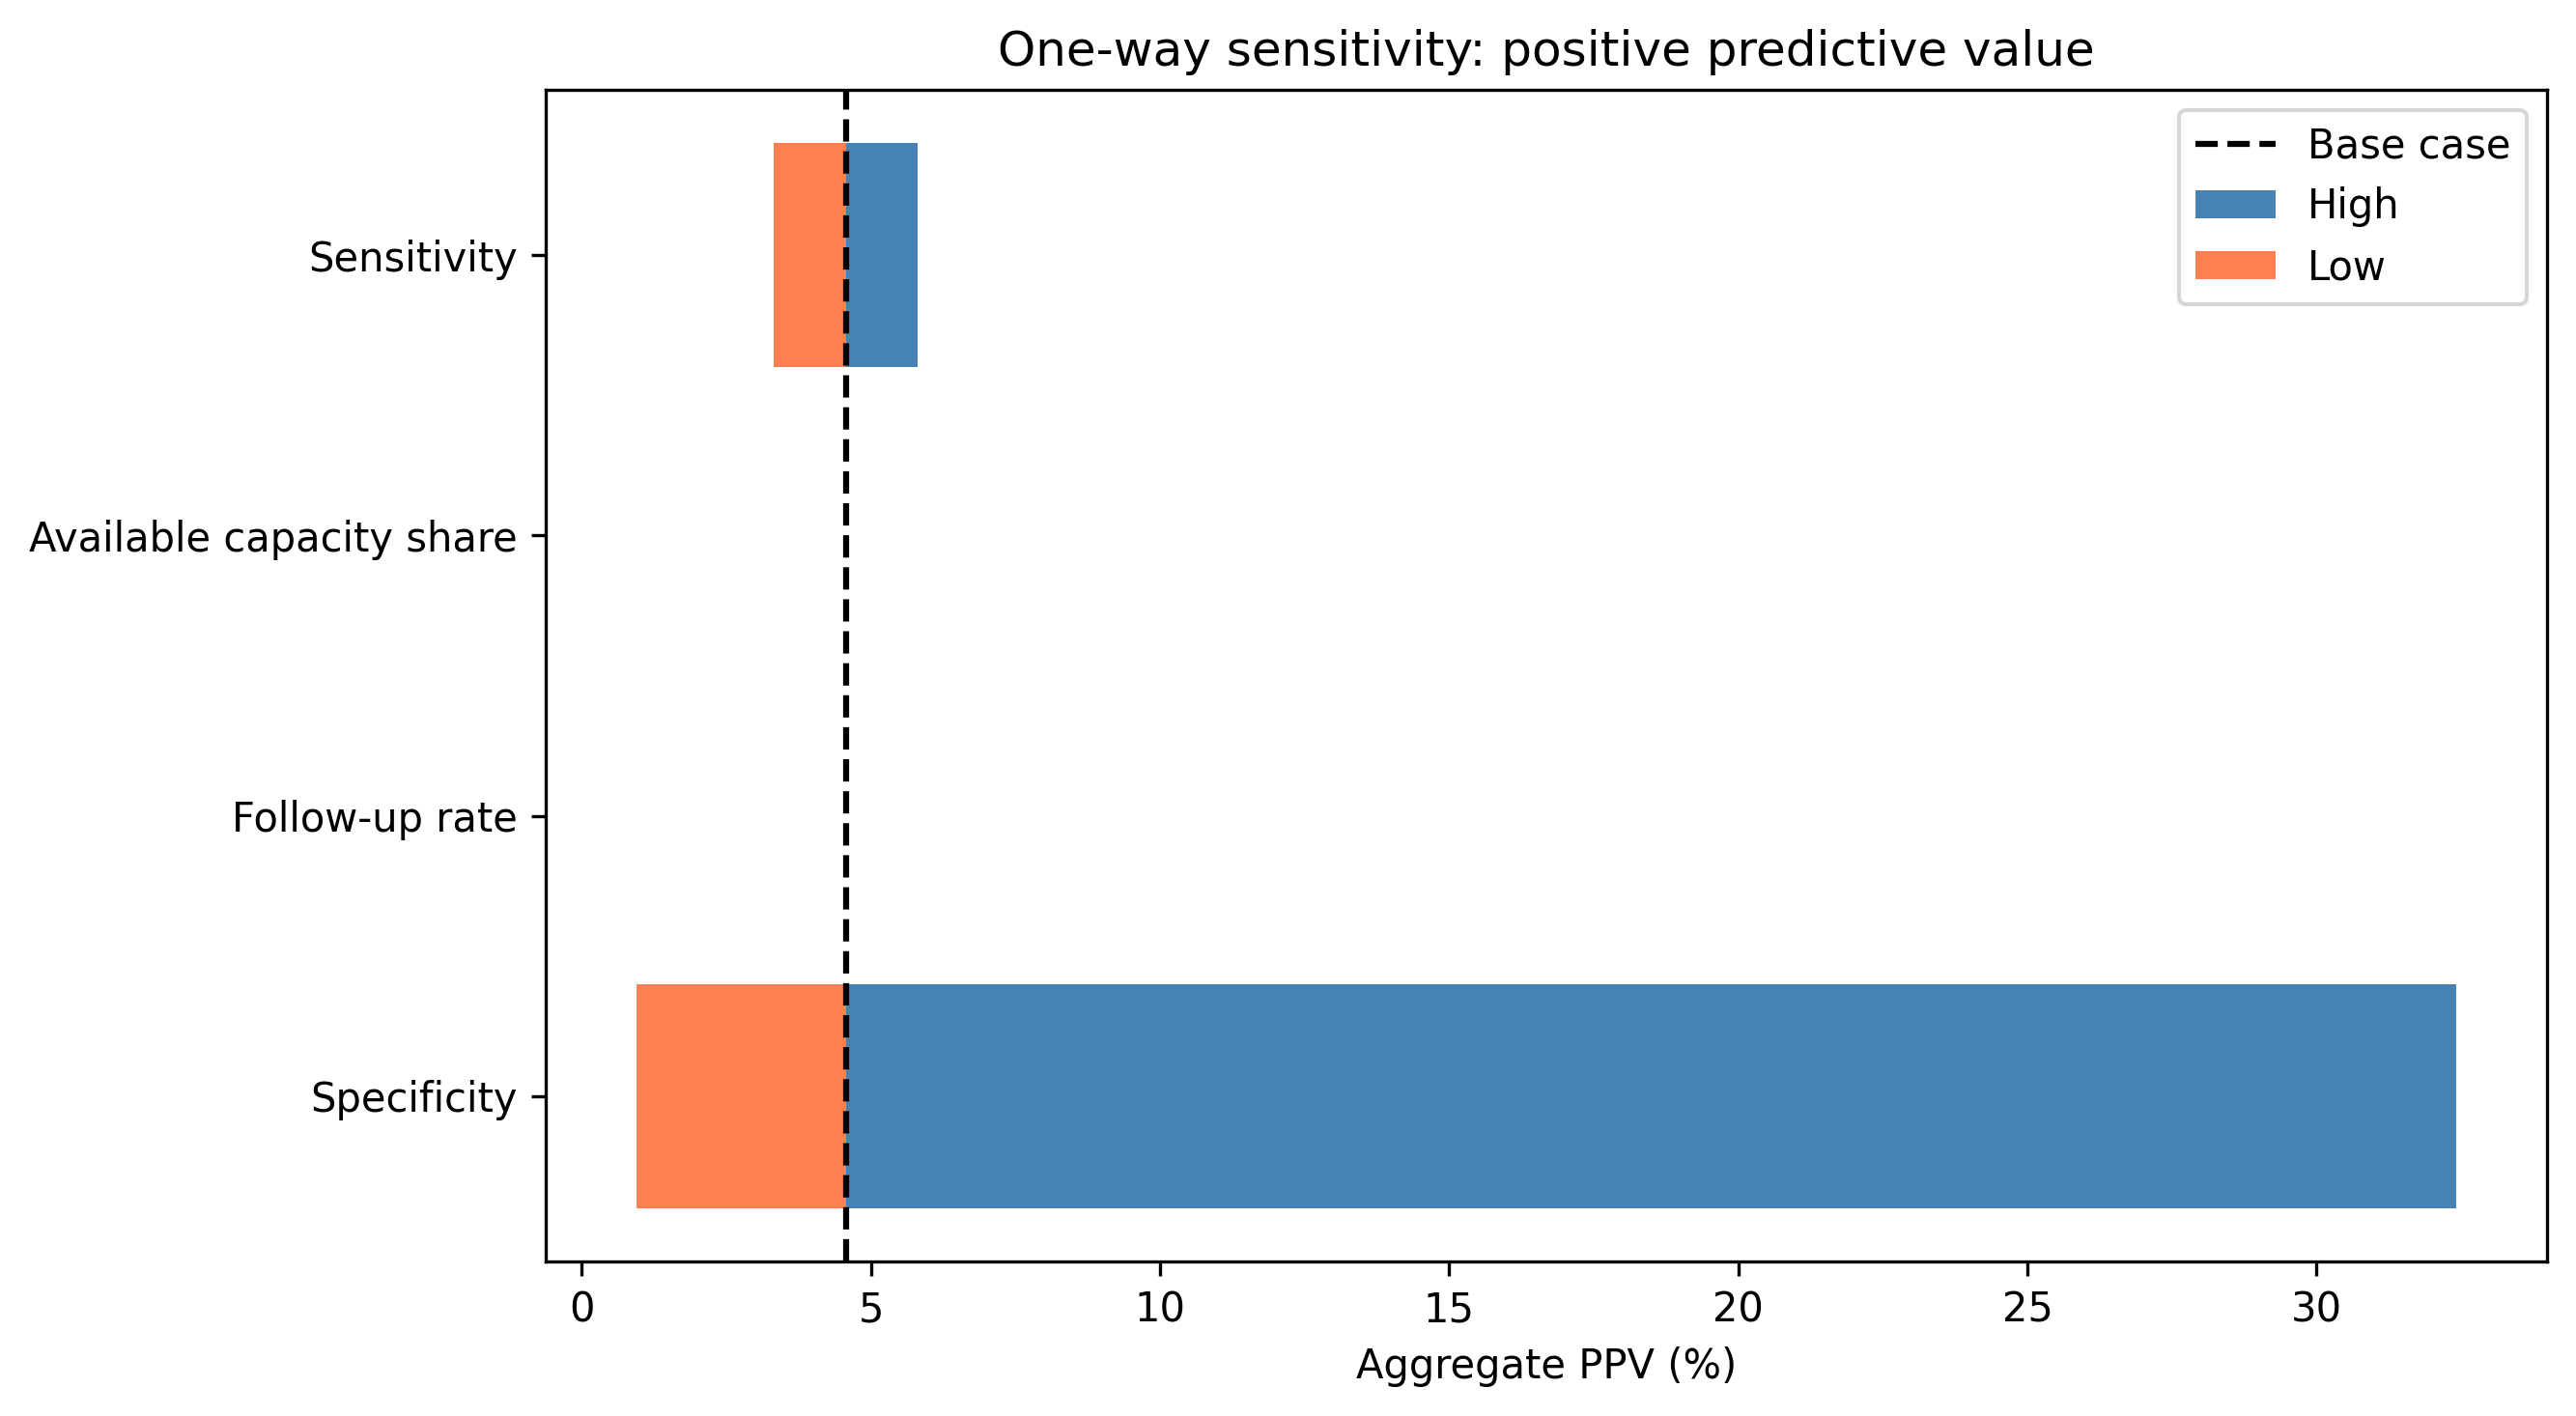 One-way sensitivity: positive predictive value
Base case
High
Low
Sensitivity
Available capacity share
Follow-up rate
Specificity
0 5 10 15 20 25 30
Aggregate PPV (%)